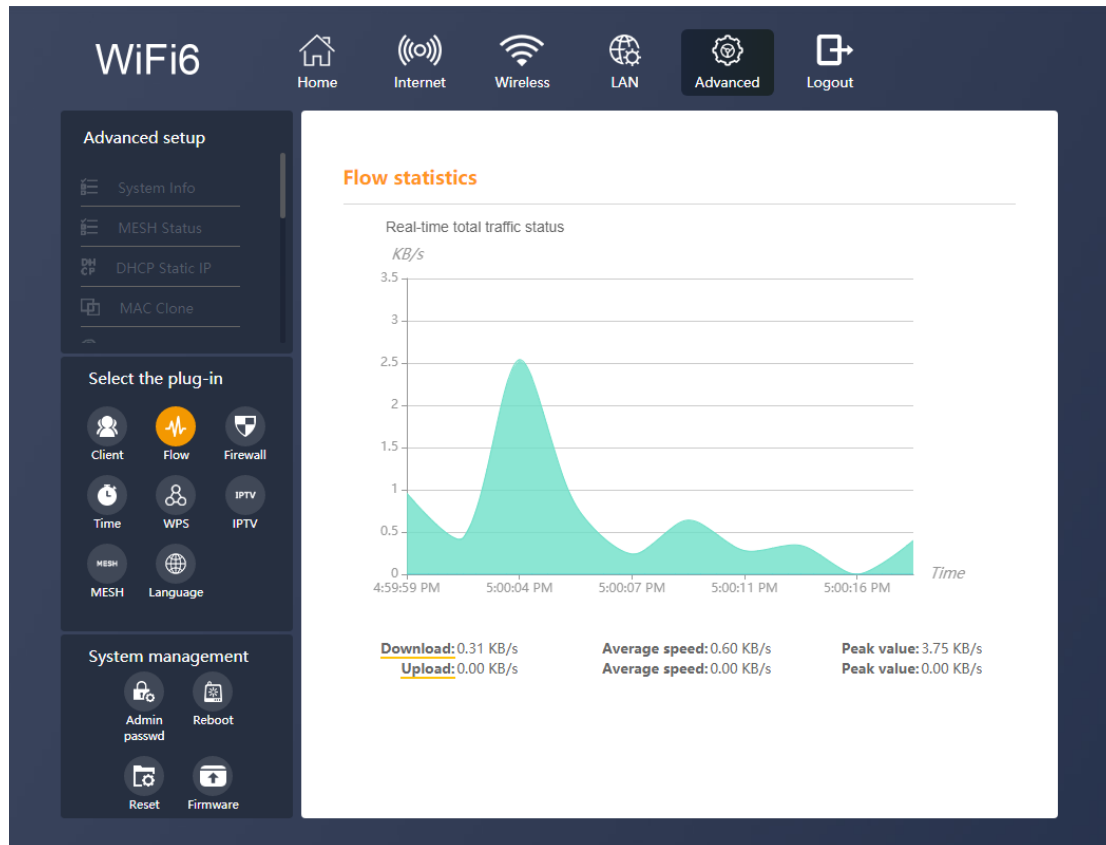 WiFi6
Home
Internet
Wireless
LAN
Advanced
Logout
Advanced setup
System Info
MESH Status
DHCP
DHCP Static IP
MAC Clone
Select the plug-in
Client
Flow
Firewall
Time
WPS
IPTV
IPTV
MESH
MESH
Language
System management
Admin
passwd
Reboot
Reset
Firmware
Flow statistics
Real-time total traffic status
KB/s
3.5
3
2.5
2
1.5
1
0.5
0
4:59:59 PM
5:00:04 PM
5:00:07 PM
5:00:11 PM
5:00:16 PM
Time
Download: 0.31 KB/s
Average speed: 0.60 KB/s
Peak value: 3.75 KB/s
Upload: 0.00 KB/s
Average speed: 0.00 KB/s
Peak value: 0.00 KB/s